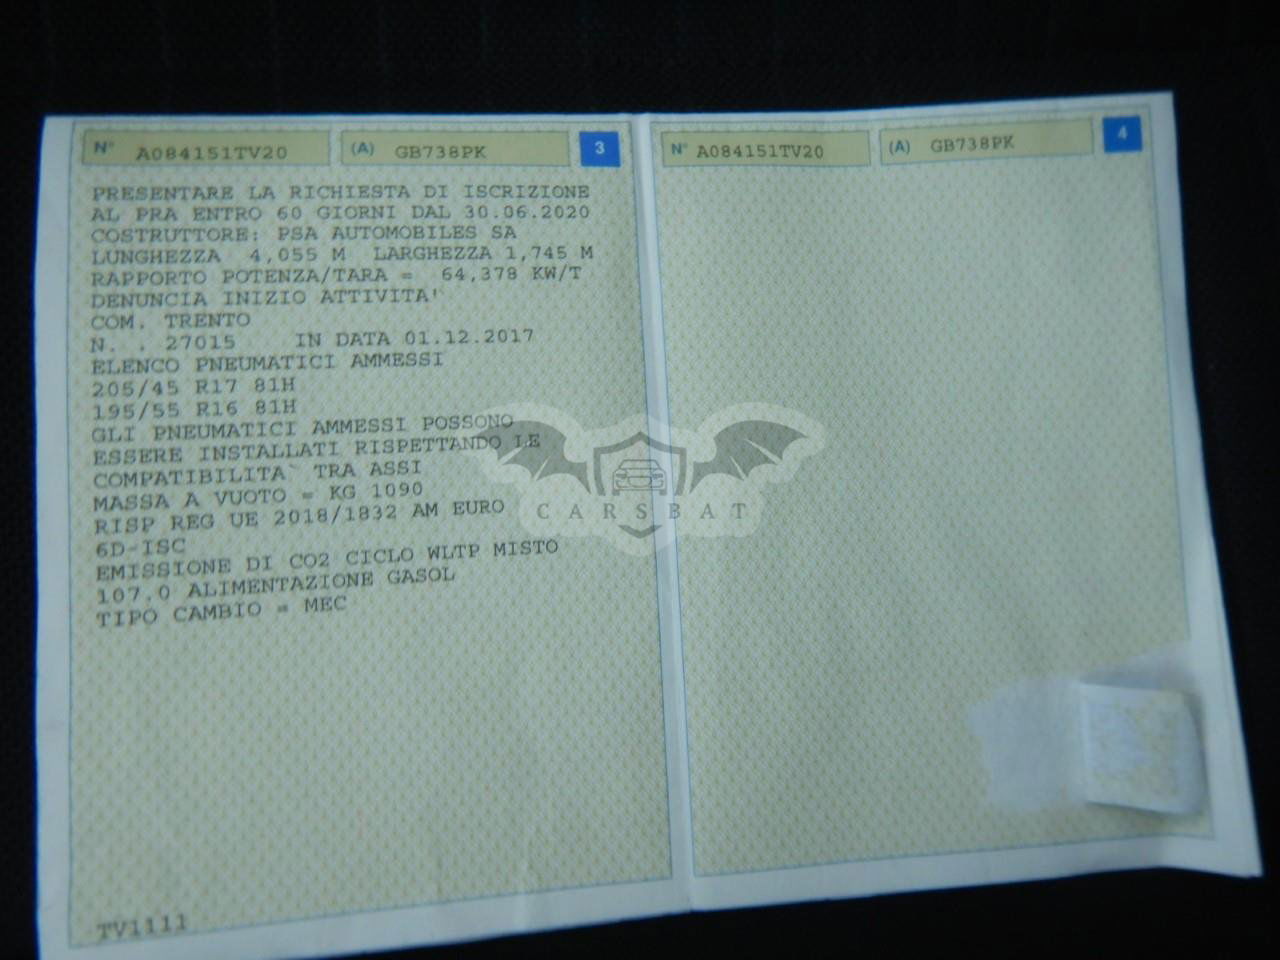 N° A084151TV20 (A) GB738PK 3
PRESENTARE LA RICHIESTA DI ISCRIZIONE
AL PRA ENTRO 60 GIORNI DAL 30.06.2020
COSTRUTTORE: PSA AUTOMOBILES SA
LUNGHEZZA 4,055 M LARGHEZZA 1,745 M
RAPPORTO POTENZA/TARA = 64,378 KW/T
DENUNCIA INIZIO ATTIVITA'
COM. TRENTO
N. . 27015 IN DATA 01.12.2017
ELENCO PNEUMATICI AMMESSI
205/45 R17 81H
195/55 R16 81H
GLI PNEUMATICI AMMESSI POSSONO
ESSERE INSTALLATI RISPETTANDO LE
COMPATIBILITA` TRA ASSI
MASSA A VUOTO = KG 1090
RISP REG UE 2018/1832 AM EURO
6D-ISC
EMISSIONE DI CO2 CICLO WLTP MISTO
107.0 ALIMENTAZIONE GASOL
TIPO CAMBIO = MEC
TV1111
N° A084151TV20 (A) GB738PK 4
CARSBAT